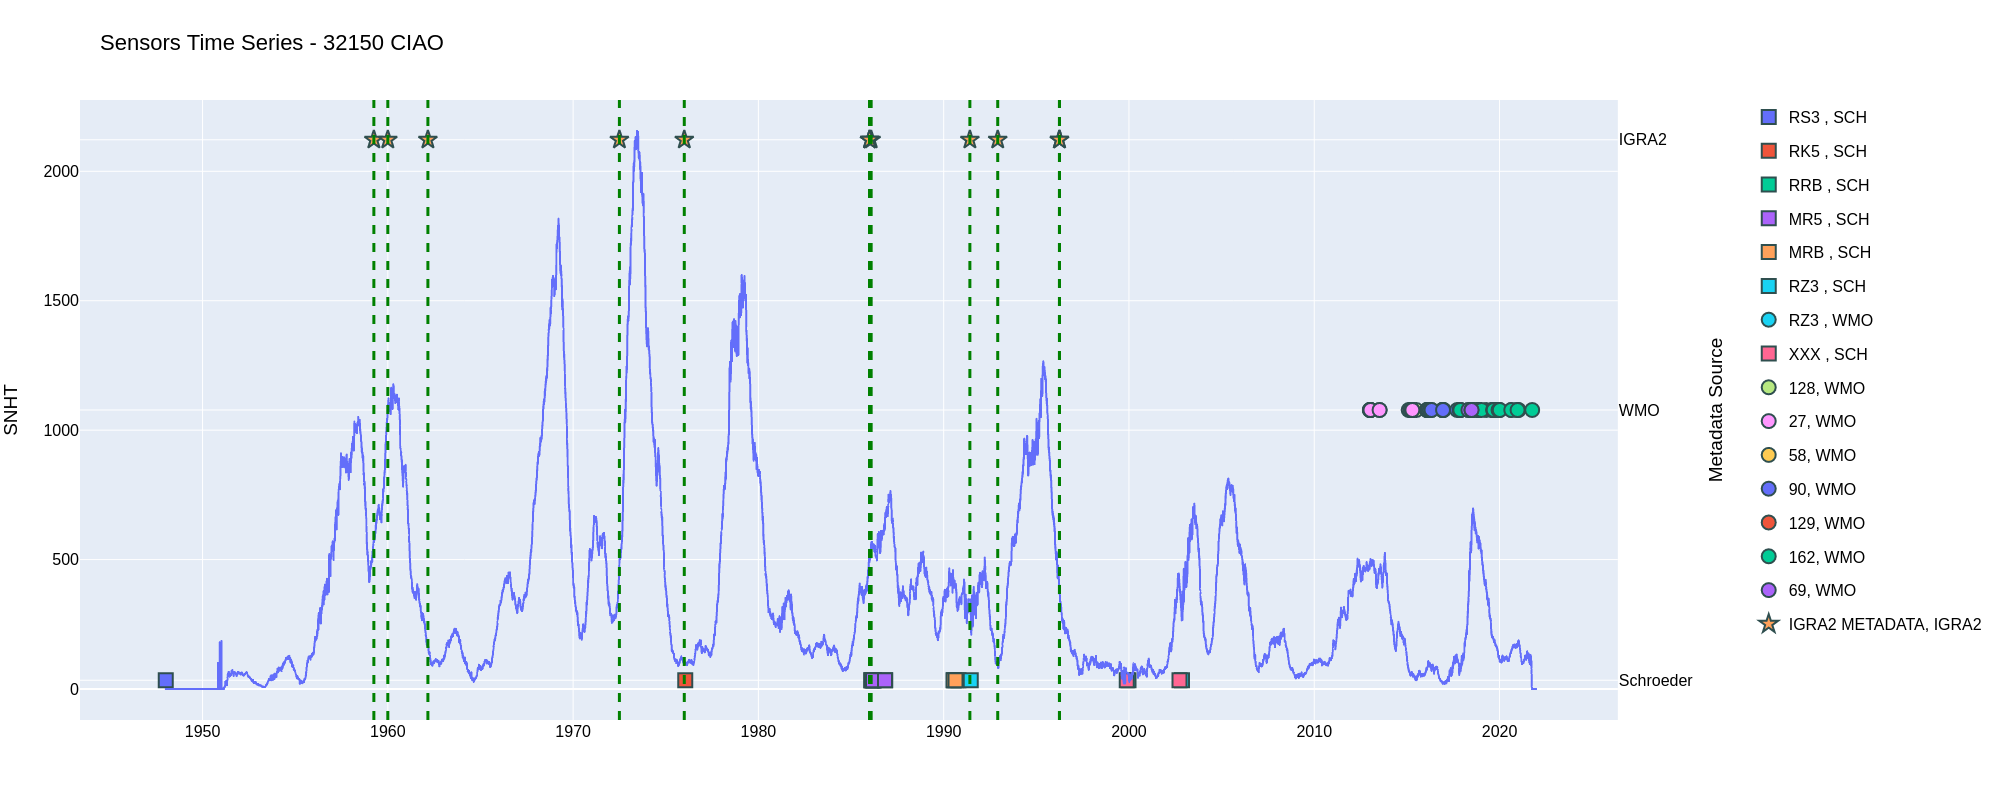 Sensors Time Series - 32150 CIAO
SNHT
2000
1500
1000
500
0
1950
1960
1970
1980
1990
2000
2010
2020
IGRA2
WMO
Schroeder
Metadata Source
RS3 , SCH
RK5 , SCH
RRB , SCH
MR5 , SCH
MRB , SCH
RZ3 , SCH
RZ3 , WMO
XXX , SCH
128, WMO
27, WMO
58, WMO
90, WMO
129, WMO
162, WMO
69, WMO
IGRA2 METADATA, IGRA2